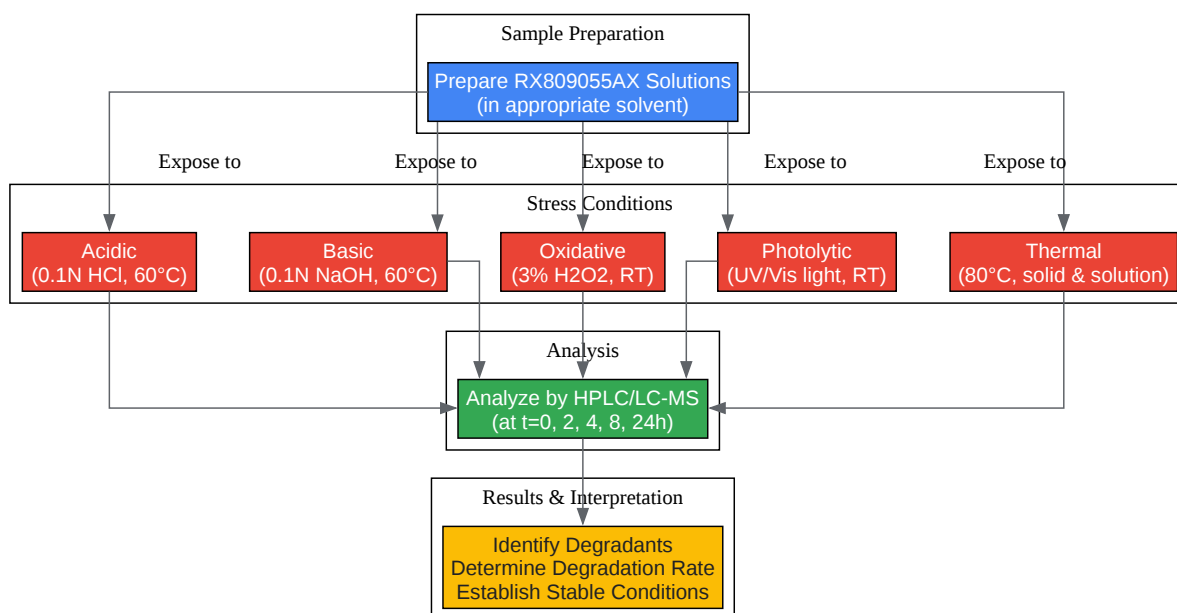 Sample Preparation
Prepare RX809055AX Solutions
(in appropriate solvent)
Expose to
Expose to
Expose to
Expose to
Expose to
Stress Conditions
Acidic
(0.1N HCl, 60°C)
Basic
(0.1N NaOH, 60°C)
Oxidative
(3% H2O2, RT)
Photolytic
(UV/Vis light, RT)
Thermal
(80°C, solid & solution)
Analysis
Analyze by HPLC/LC-MS
(at t=0, 2, 4, 8, 24h)
Results & Interpretation
Identify Degradants
Determine Degradation Rate
Establish Stable Conditions